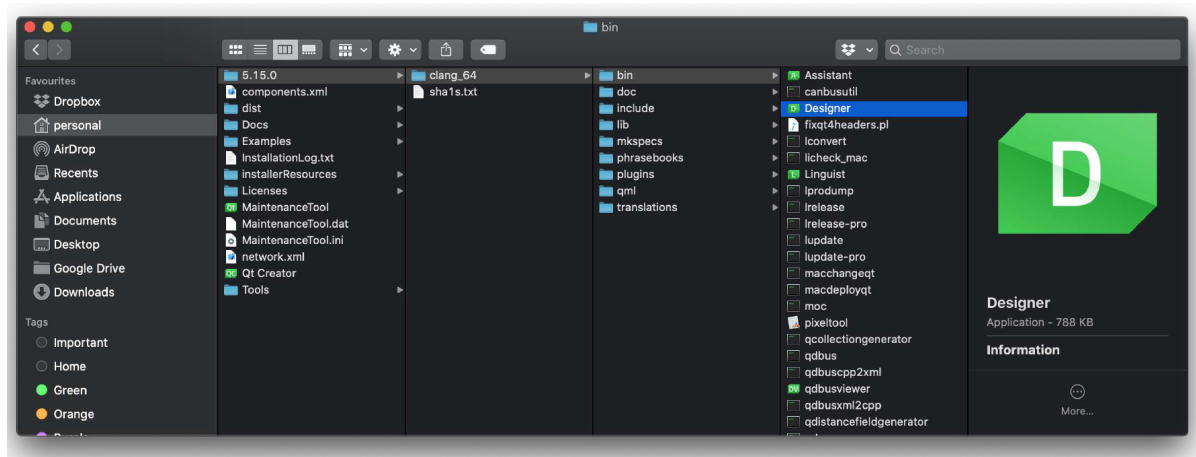 bin
Search
Favourites
Dropbox
personal
AirDrop
Recents
Applications
Documents
Desktop
Google Drive
Downloads
Tags
Important
Home
Green
Orange
5.15.0
components.xml
dist
Docs
Examples
InstallationLog.txt
installerResources
Licenses
MaintenanceTool
MaintenanceTool.dat
MaintenanceTool.ini
network.xml
Qt Creator
Tools
clang_64
sha1s.txt
bin
doc
include
lib
mkspecs
phrasebooks
plugins
qml
translations
Assistant
canbusutil
Designer
fixqt4headers.pl
lconvert
licheck_mac
Linguist
lprodump
lrelease
lrelease-pro
lupdate
lupdate-pro
macchangeqt
macdeployqt
moc
pixeltool
qcollectiongenerator
qdbus
qdbuscpp2xml
qdbusviewer
qdbusxml2cpp
qdistancefieldgenerator
D
Designer
Application - 788 KB
Information
More...